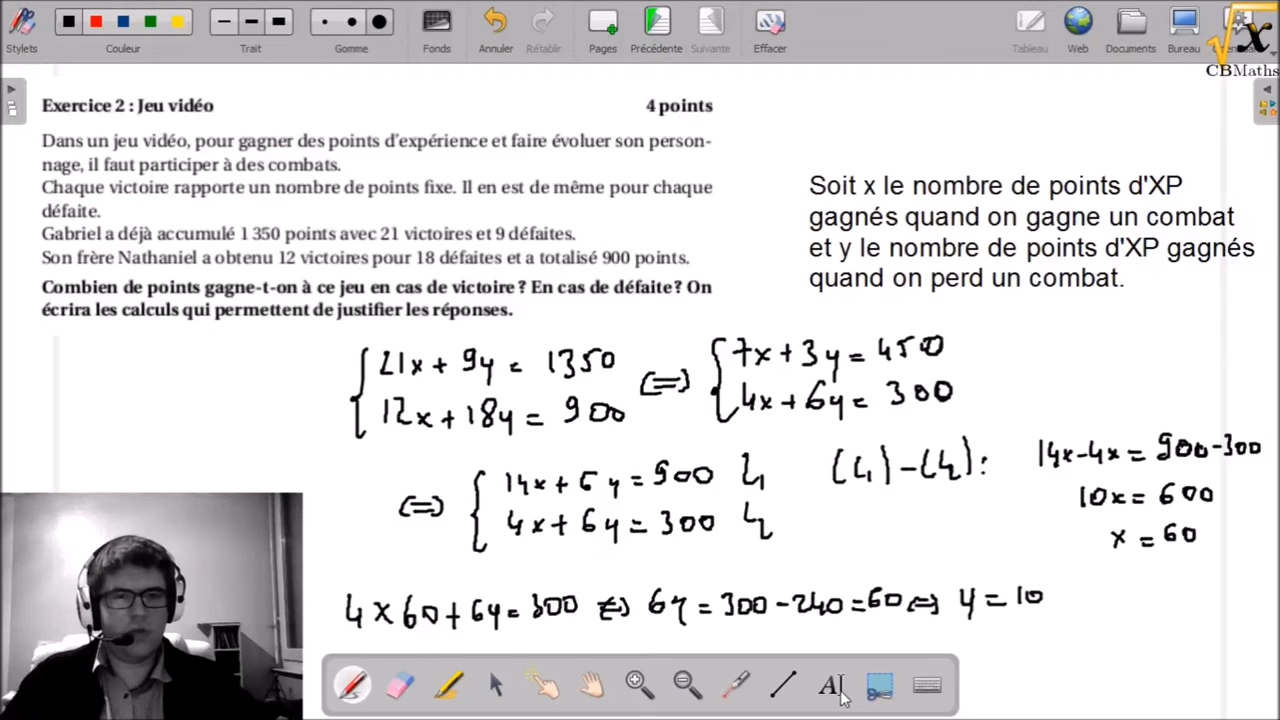 Stylets
Couleur
Trait
Gomme
Fonds
Annuler
Rétablir
Pages
Précédente
Suivante
Effacer
Tableau
Web
Documents
Bureau
CBMaths
Exercice 2 : Jeu vidéo 4 points
Dans un jeu vidéo, pour gagner des points d'expérience et faire évoluer son person-
nage, il faut participer à des combats.
Chaque victoire rapporte un nombre de points fixe. Il en est de même pour chaque
défaite.
Gabriel a déjà accumulé 1 350 points avec 21 victoires et 9 défaites.
Son frère Nathaniel a obtenu 12 victoires pour 18 défaites et a totalisé 900 points.
Combien de points gagne-t-on à ce jeu en cas de victoire ? En cas de défaite ? On
écrira les calculs qui permettent de justifier les réponses.
Soit x le nombre de points d'XP
gagnés quand on gagne un combat
et y le nombre de points d'XP gagnés
quand on perd un combat.
21x + 9y = 1350 <=> 7x + 3y = 450
12x + 18y = 900 4x + 6y = 300
<=> 14x + 6y = 900 L1 (L1) - (L2) : 14x - 4x = 900 - 300
4x + 6y = 300 L2 10x = 600
x = 60
4 x 60 + 6y = 300 <=> 6y = 300 - 240 = 60 <=> y = 10